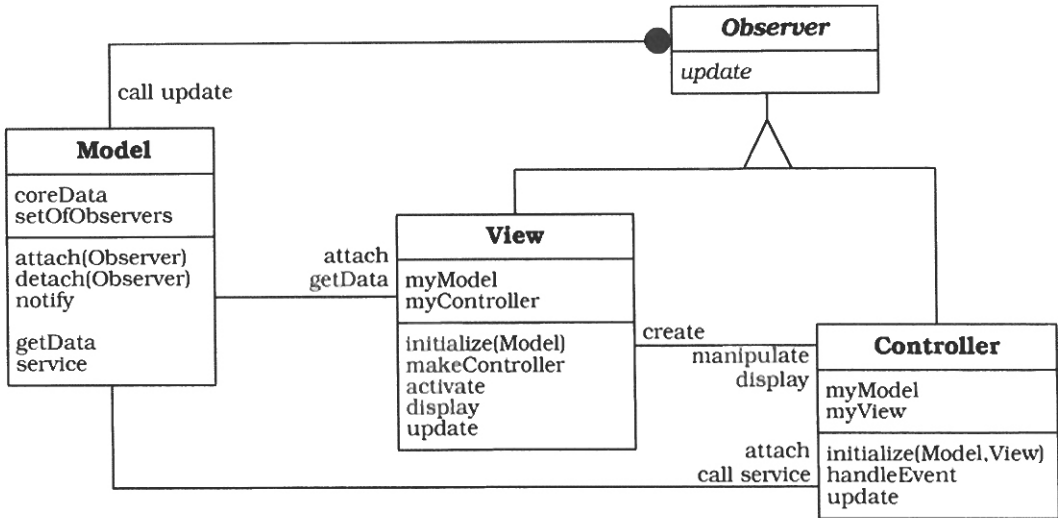 Observer
update
call update
Model
coreData
setOfObservers
attach(Observer)
detach(Observer)
notify
getData
service
attach
getData
View
myModel
myController
initialize(Model)
makeController
activate
display
update
create
manipulate
display
Controller
myModel
myView
attach
call service
initialize(Model,View)
handleEvent
update